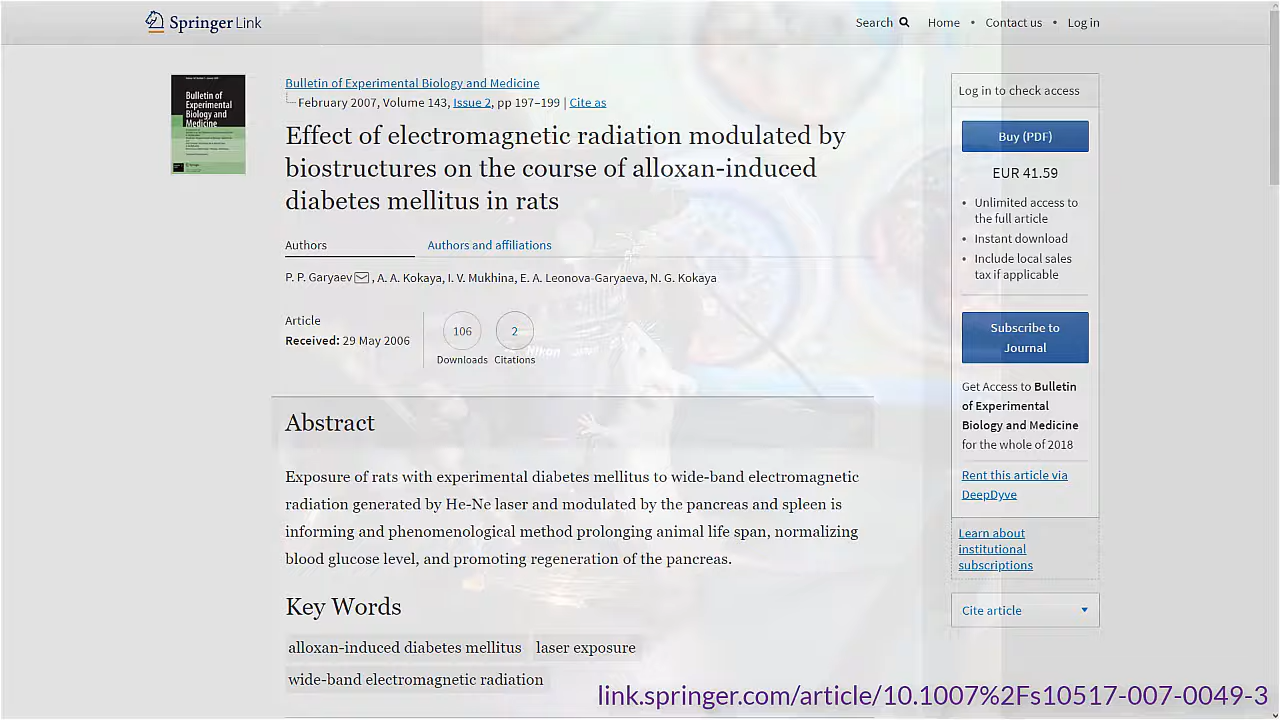 Springer Link
Search
Home • Contact us • Log in
Bulletin of Experimental Biology and Medicine
Bulletin of Experimental Biology and Medicine
February 2007, Volume 143, Issue 2, pp 197–199 | Cite as
Effect of electromagnetic radiation modulated by
biostructures on the course of alloxan-induced
diabetes mellitus in rats
Authors
Authors and affiliations
P. P. Garyaev, A. A. Kokaya, I. V. Mukhina, E. A. Leonova-Garyaeva, N. G. Kokaya
Article
Received: 29 May 2006
106
Downloads
2
Citations
Nikon
Abstract
Exposure of rats with experimental diabetes mellitus to wide-band electromagnetic
radiation generated by He-Ne laser and modulated by the pancreas and spleen is
informing and phenomenological method prolonging animal life span, normalizing
blood glucose level, and promoting regeneration of the pancreas.
Key Words
alloxan-induced diabetes mellitus laser exposure
wide-band electromagnetic radiation
Log in to check access
Buy (PDF)
EUR 41.59
• Unlimited access to
the full article
• Instant download
• Include local sales
tax if applicable
Subscribe to
Journal
Get Access to Bulletin
of Experimental
Biology and Medicine
for the whole of 2018
Rent this article via
DeepDyve
Learn about
institutional
subscriptions
Cite article
link.springer.com/article/10.1007%2Fs10517-007-0049-3